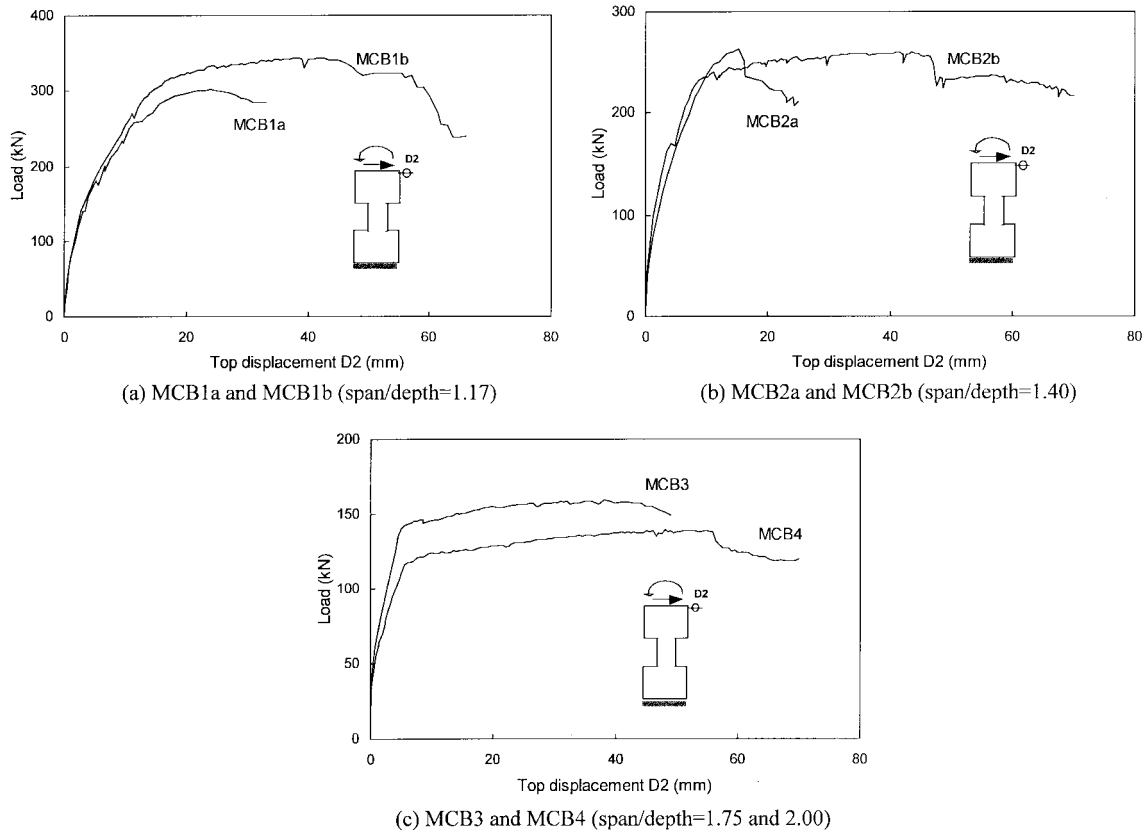 400
300
200
100
0
Load (kN)
MCB1b
MCB1a
D2
0 20 40 60 80
Top displacement D2 (mm)
(a) MCB1a and MCB1b (span/depth=1.17)
300
200
100
0
Load (kN)
MCB2b
MCB2a
D2
0 20 40 60 80
Top displacement D2 (mm)
(b) MCB2a and MCB2b (span/depth=1.40)
200
150
100
50
0
Load (kN)
MCB3
MCB4
D2
0 20 40 60 80
Top displacement D2 (mm)
(c) MCB3 and MCB4 (span/depth=1.75 and 2.00)